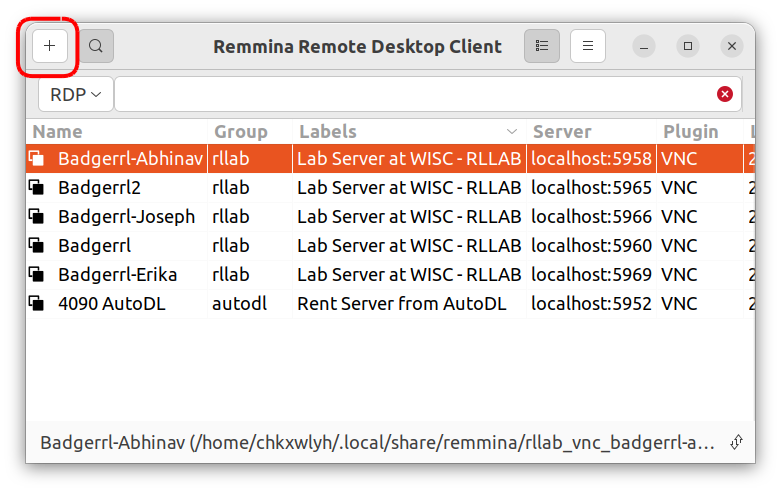 Remmina Remote Desktop Client
RDP
Name Group Labels Server Plugin
Badgerrl-Abhinav rllab Lab Server at WISC - RLLAB localhost:5958 VNC 2
Badgerrl2 rllab Lab Server at WISC - RLLAB localhost:5965 VNC 2
Badgerrl-Joseph rllab Lab Server at WISC - RLLAB localhost:5966 VNC 2
Badgerrl rllab Lab Server at WISC - RLLAB localhost:5960 VNC 2
Badgerrl-Erika rllab Lab Server at WISC - RLLAB localhost:5969 VNC 2
4090 AutoDL autodl Rent Server from AutoDL localhost:5952 VNC 2
Badgerrl-Abhinav (/home/chkxwlyh/.local/share/remmina/rllab_vnc_badgerrl-a...